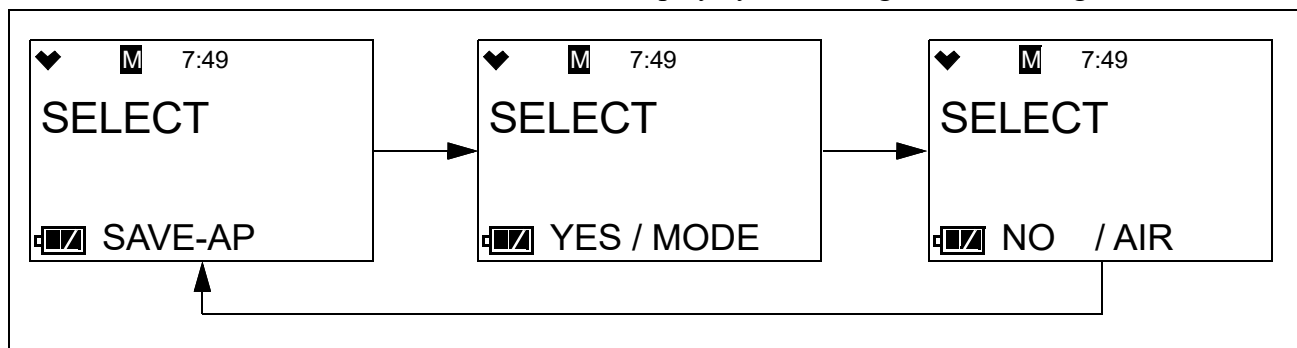 M 7:49
SELECT
SAVE-AP
M 7:49
SELECT
YES / MODE
M 7:49
SELECT
NO / AIR